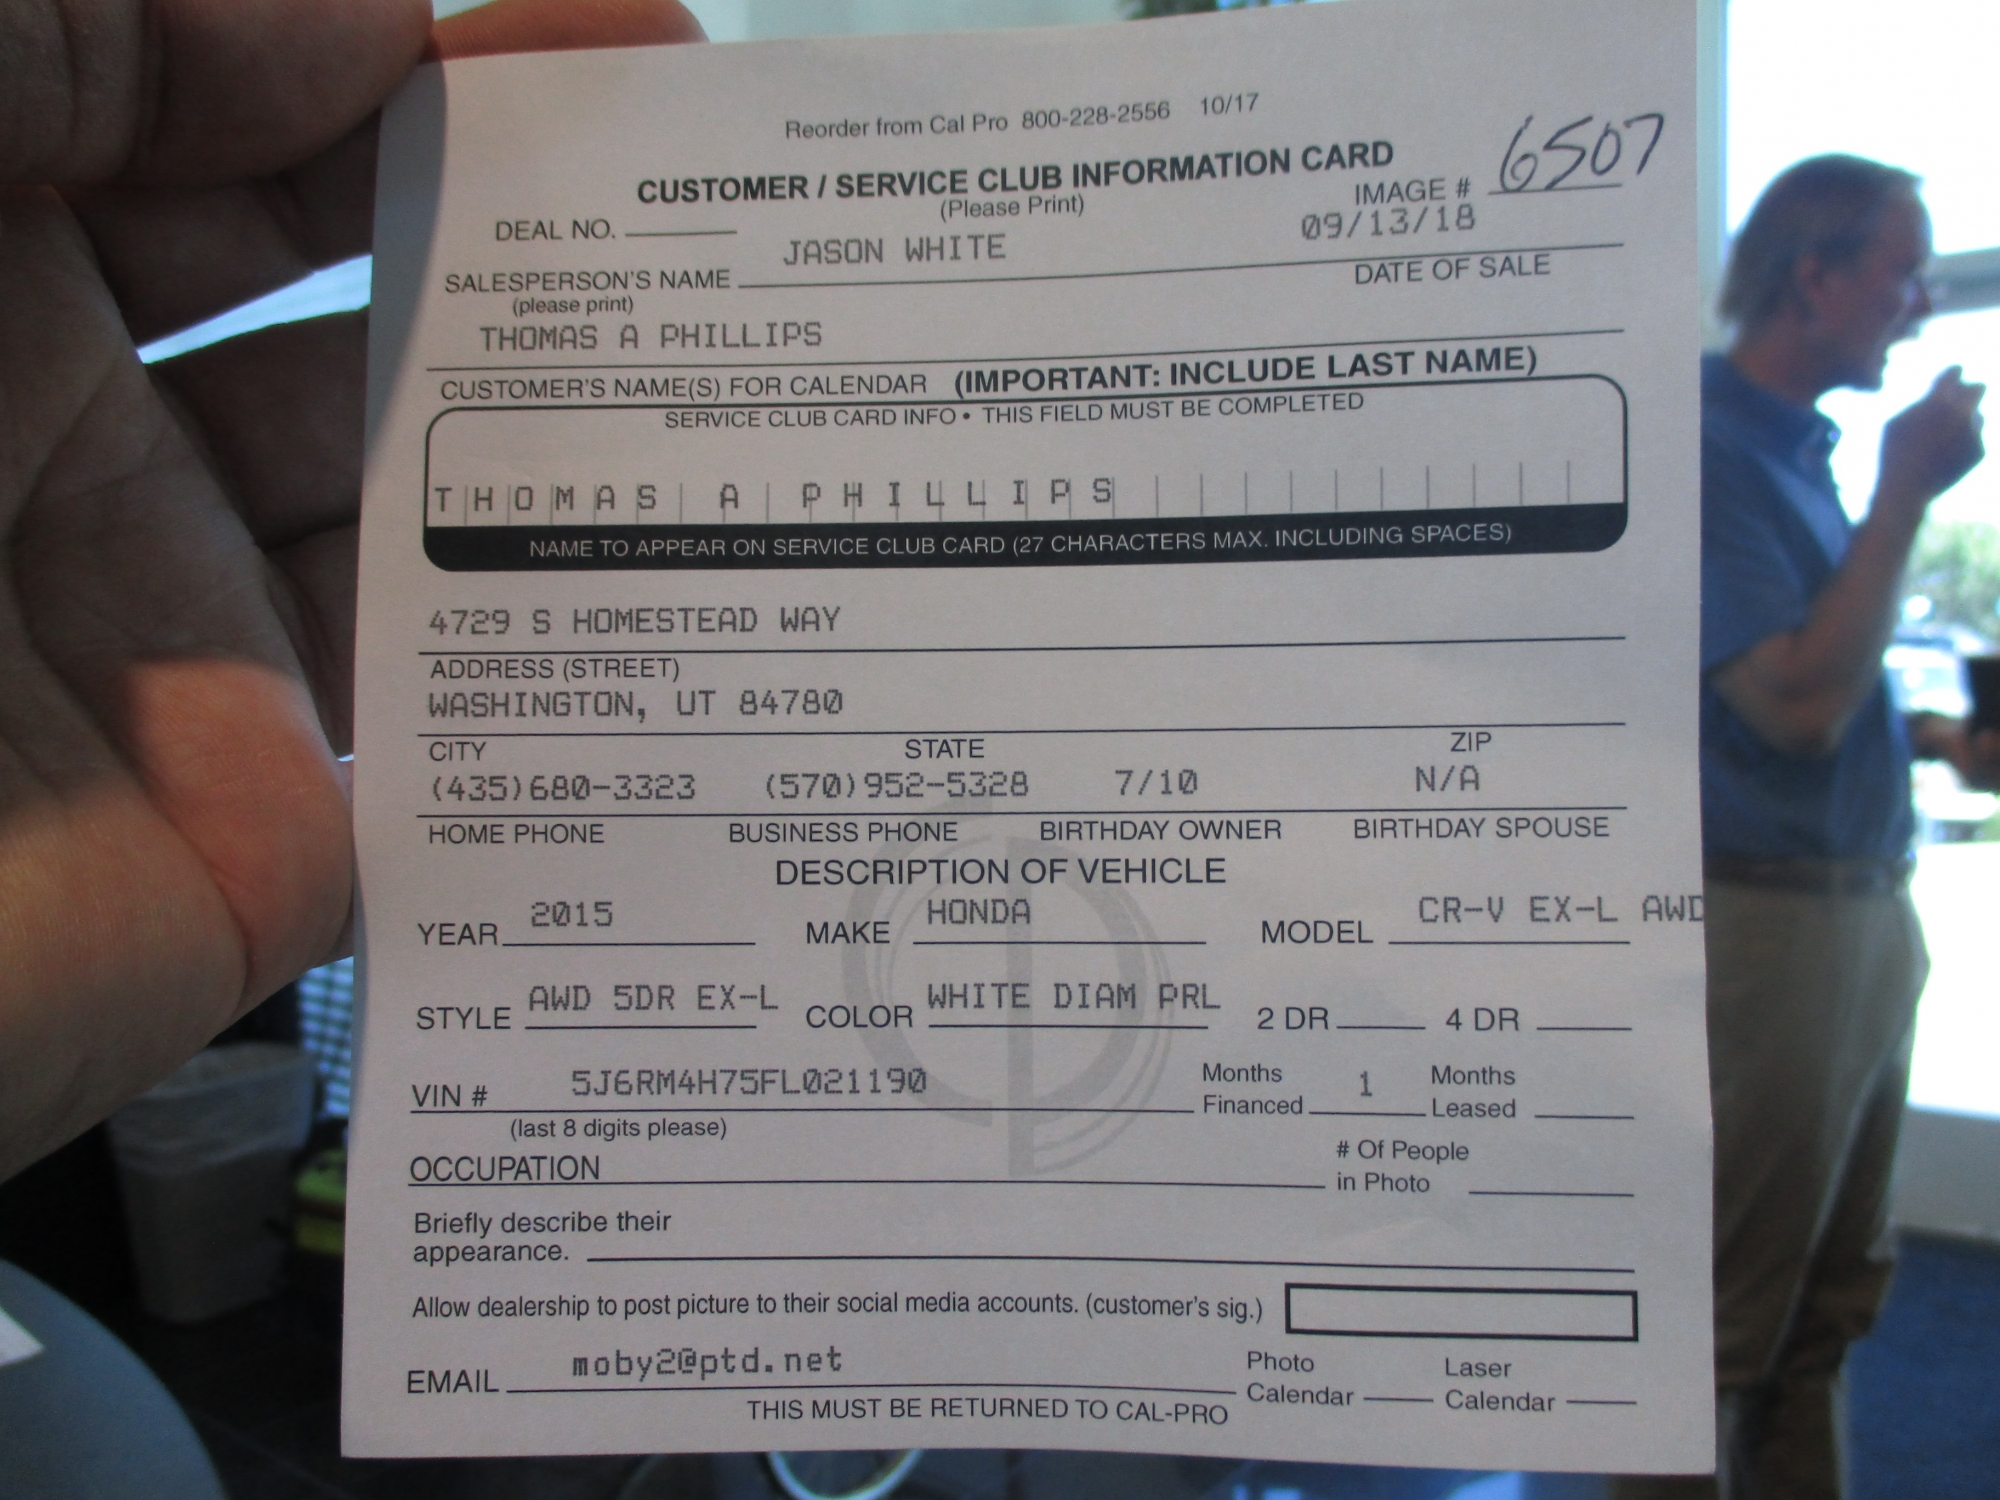 Reorder from Cal Pro 800-228-2556 10/17
CUSTOMER / SERVICE CLUB INFORMATION CARD
(Please Print)
IMAGE # 6507
DEAL NO.
JASON WHITE 09/13/18
SALESPERSON'S NAME DATE OF SALE
(please print)
THOMAS A PHILLIPS
CUSTOMER'S NAME(S) FOR CALENDAR (IMPORTANT: INCLUDE LAST NAME)
SERVICE CLUB CARD INFO • THIS FIELD MUST BE COMPLETED
THOMAS A PHILLIPS
NAME TO APPEAR ON SERVICE CLUB CARD (27 CHARACTERS MAX. INCLUDING SPACES)
4729 S HOMESTEAD WAY
ADDRESS (STREET)
WASHINGTON, UT 84780
CITY STATE ZIP
(435)680-3323 (570)952-5328 7/10 N/A
HOME PHONE BUSINESS PHONE BIRTHDAY OWNER BIRTHDAY SPOUSE
DESCRIPTION OF VEHICLE
YEAR 2015 MAKE HONDA MODEL CR-V EX-L AWD
STYLE AWD 5DR EX-L COLOR WHITE DIAM PRL 2 DR 4 DR
VIN # 5J6RM4H75FL021190 Months Financed 1 Months Leased
(last 8 digits please)
OCCUPATION # Of People in Photo
Briefly describe their
appearance.
Allow dealership to post picture to their social media accounts. (customer's sig.)
EMAIL moby2@ptd.net Photo Calendar Laser Calendar
THIS MUST BE RETURNED TO CAL-PRO